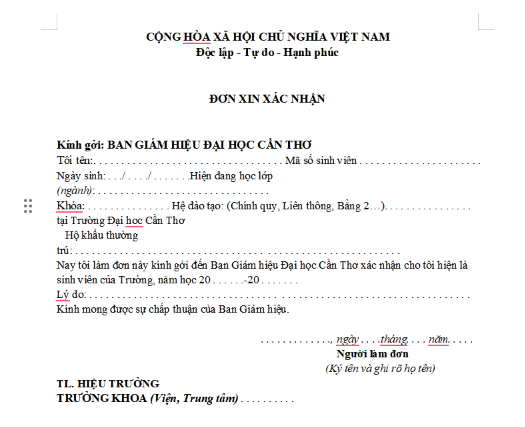 CỘNG HÒA XÃ HỘI CHỦ NGHĨA VIỆT NAM
Độc lập - Tự do - Hạnh phúc
ĐƠN XIN XÁC NHẬN
Kính gởi: BAN GIÁM HIỆU ĐẠI HỌC CẦN THƠ
Tôi tên:. . . . . . . . . . . . . . . . . . . . . . . . . . . . . . . . . . Mã số sinh viên . . . . . . . . . . . . . . . . . . . . . .
Ngày sinh: . . ./ . . . ./ . . . . . . .Hiện đang học lớp
(ngành): . . . . . . . . . . . . . . . . . . . . . . . . . . . . . . . .
Khóa: . . . . . . . . . . . . . . . Hệ đào tạo: (Chính quy, Liên thông, Bằng 2…). . . . . . . . . . . . . . . .
tại Trường Đại học Cần Thơ
Hộ khẩu thường
trú: . . . . . . . . . . . . . . . . . . . . . . . . . . . . . . . . . . . . . . . . . . . . . . . . . . . . . . . . . .
Nay tôi làm đơn này kính gởi đến Ban Giám hiệu Đại học Cần Thơ xác nhận cho tôi hiện là
sinh viên của Trường, năm học 20 . . . . . .-20 . . . . . . .
Lý do: . . . . . . . . . . . . . . . . . . . . . . . . . . . . . . . . . . . . . . . . . . . . . . . . . . . . . . . . . . . . . . . . . . . .
Kính mong được sự chấp thuận của Ban Giám hiệu.
. . . . . . . . . . . . ., ngày . . . .tháng. . . . năm. . . . .
Người làm đơn
(Ký tên và ghi rõ họ tên)
TL. HIỆU TRƯỞNG
TRƯỞNG KHOA (Viện, Trung tâm) . . . . . . . . . .